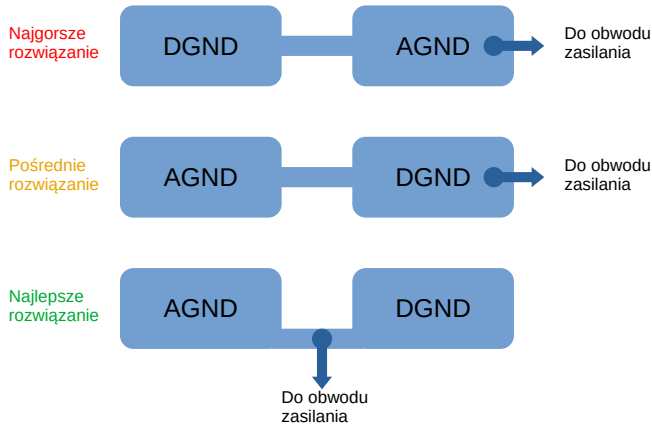 Najgorsze
rozwiązanie
DGND
AGND
Do obwodu
zasilania
Pośrednie
rozwiązanie
AGND
DGND
Do obwodu
zasilania
Najlepsze
rozwiązanie
AGND
DGND
Do obwodu
zasilania